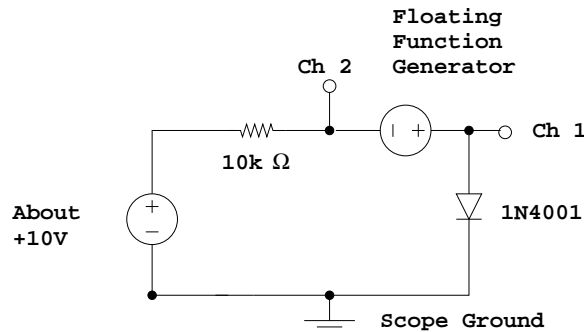 Floating
Function
Generator
Ch 2
Ch 1
10k Ω
1N4001
About
+10V
Scope Ground